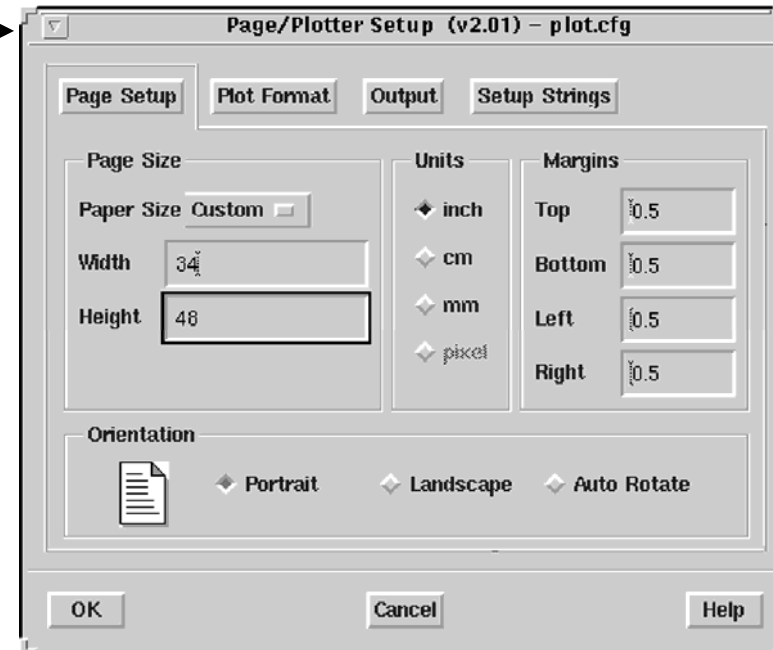 Page/Plotter Setup (v2.01) – plot.cfg
Page Setup Plot Format Output Setup Strings
Page Size
Paper Size Custom
Width 34
Height 48
Units
inch
cm
mm
pixel
Margins
Top 0.5
Bottom 0.5
Left 0.5
Right 0.5
Orientation
Portrait Landscape Auto Rotate
OK Cancel Help